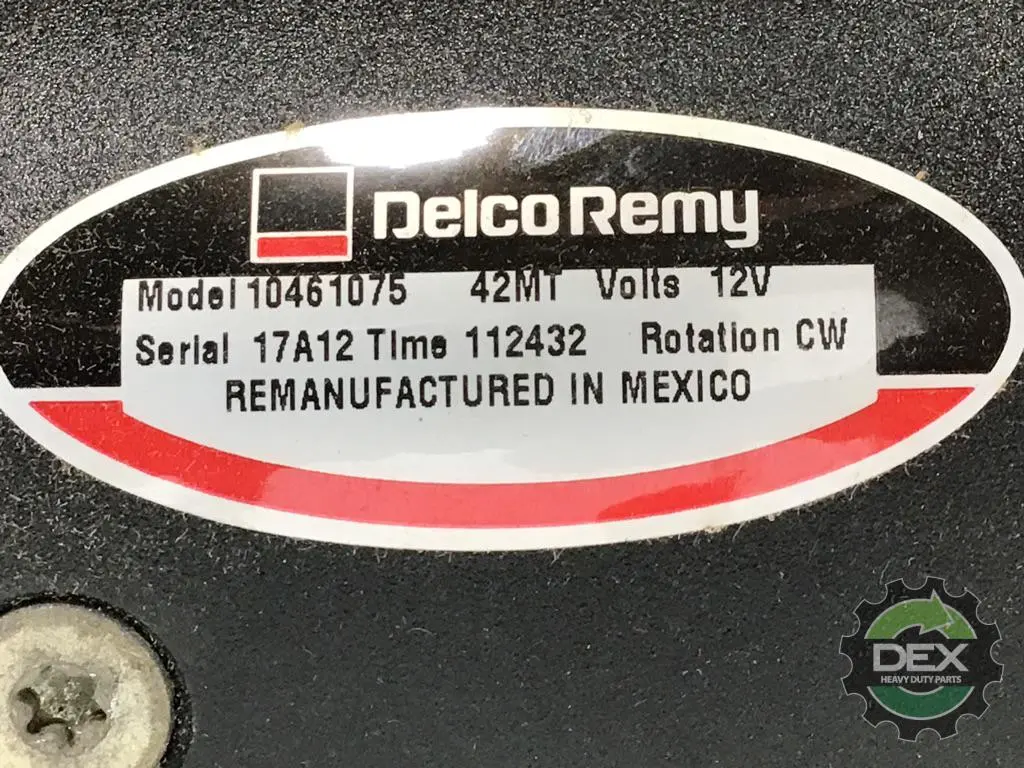 Delco Remy
Model 10461075 42MT Volts 12V
Serial 17A12 Time 112432 Rotation CW
REMANUFACTURED IN MEXICO
DEX
HEAVY DUTY PARTS